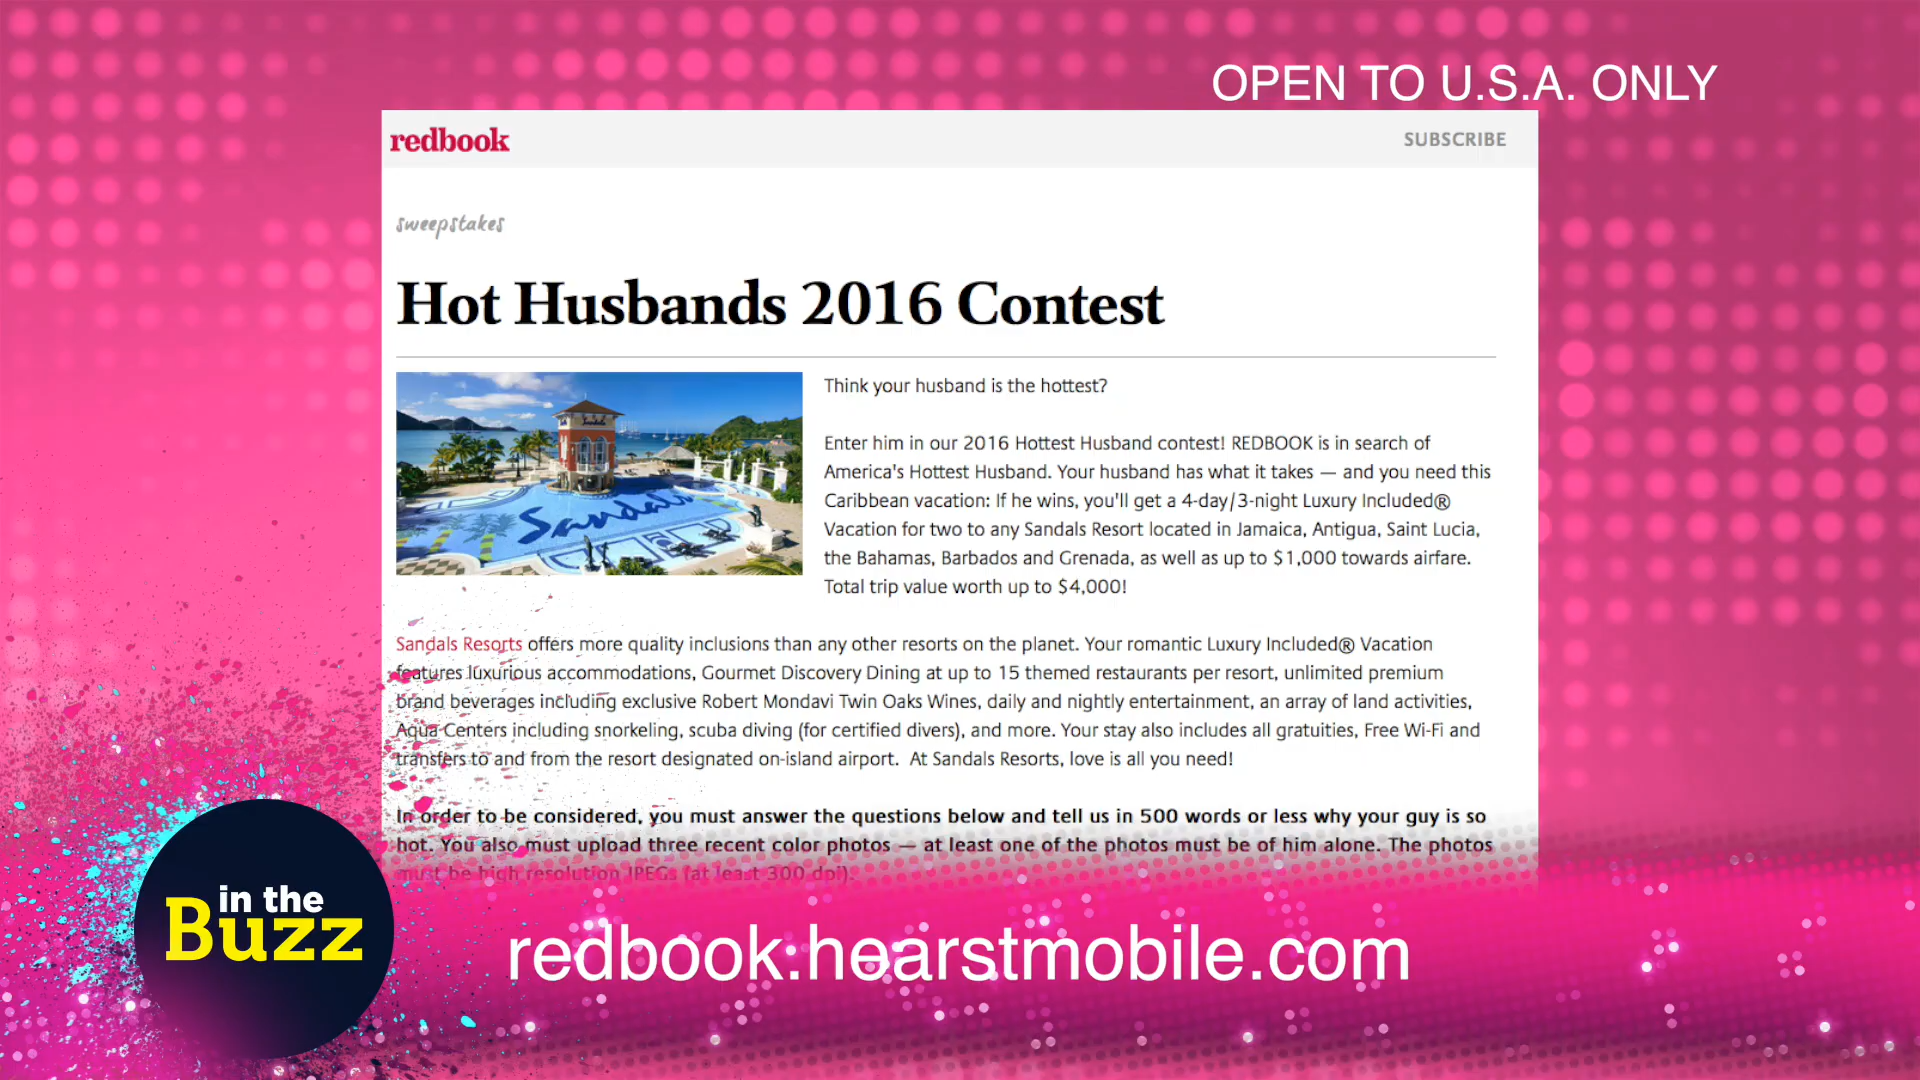 OPEN TO U.S.A. ONLY
redbook
SUBSCRIBE
sweepstakes
Hot Husbands 2016 Contest
Sandals
Sandals
Think your husband is the hottest?
Enter him in our 2016 Hottest Husband contest! REDBOOK is in search of
America's Hottest Husband. Your husband has what it takes — and you need this
Caribbean vacation: If he wins, you'll get a 4-day/3-night Luxury Included®
Vacation for two to any Sandals Resort located in Jamaica, Antigua, Saint Lucia,
the Bahamas, Barbados and Grenada, as well as up to $1,000 towards airfare.
Total trip value worth up to $4,000!
Sandals Resorts offers more quality inclusions than any other resorts on the planet. Your romantic Luxury Included® Vacation
features luxurious accommodations, Gourmet Discovery Dining at up to 15 themed restaurants per resort, unlimited premium
brand beverages including exclusive Robert Mondavi Twin Oaks Wines, daily and nightly entertainment, an array of land activities,
Aqua Centers including snorkeling, scuba diving (for certified divers), and more. Your stay also includes all gratuities, Free Wi-Fi and
transfers to and from the resort designated on-island airport. At Sandals Resorts, love is all you need!
In order to be considered, you must answer the questions below and tell us in 500 words or less why your guy is so
hot. You also must upload three recent color photos — at least one of the photos must be of him alone. The photos
must be high resolution JPEGs (at least 300 dpi).
in the
Buzz
redbook.hearstmobile.com